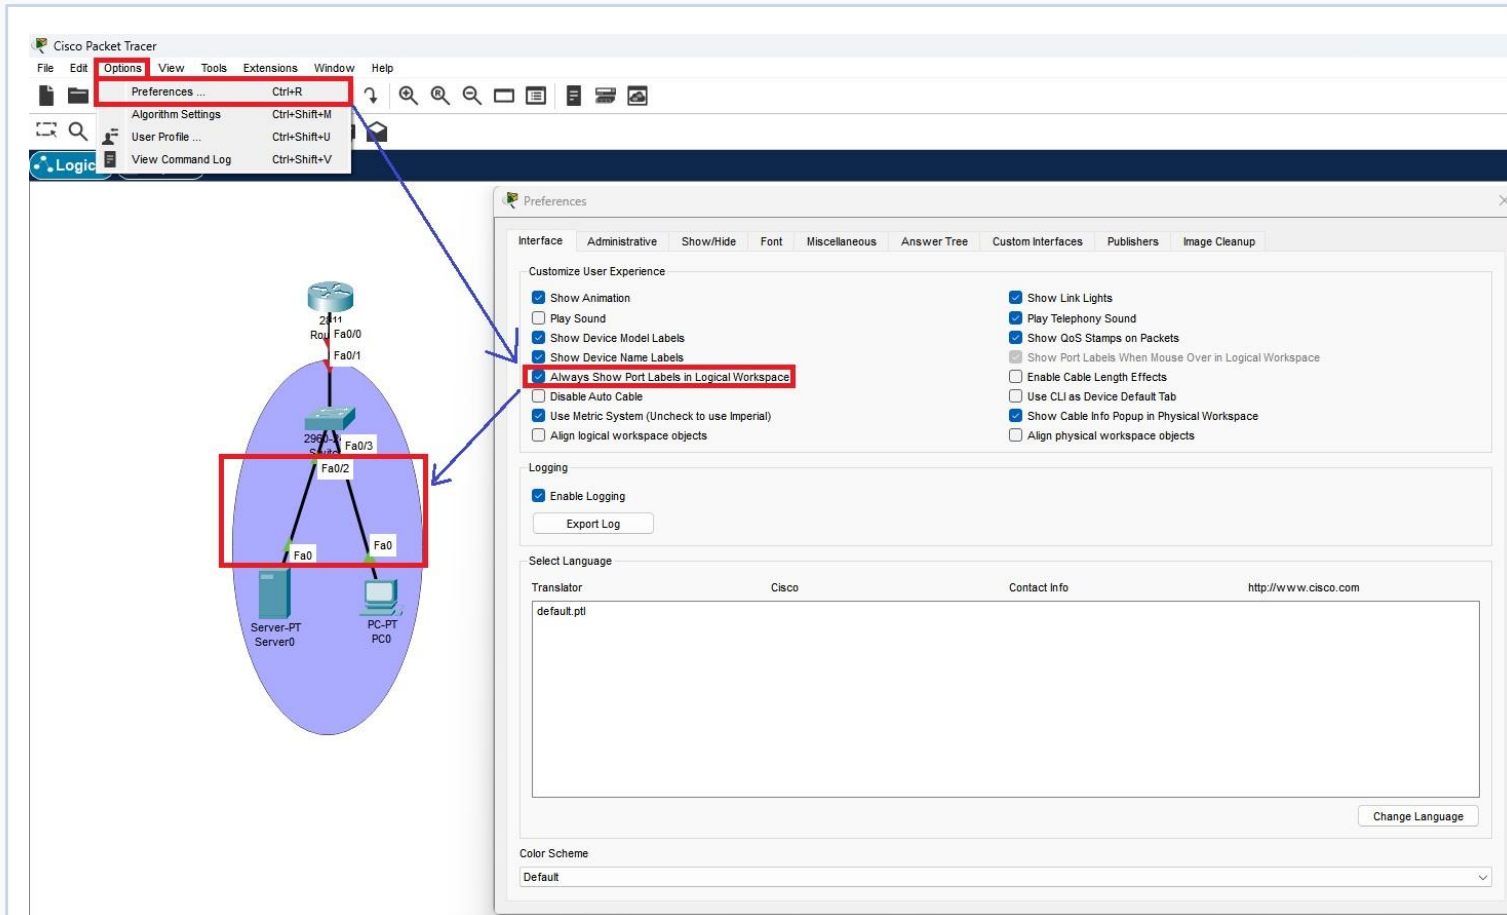 Cisco Packet Tracer
File Edit Options View Tools Extensions Window Help
Preferences ... Ctrl+R
Algorithm Settings Ctrl+Shift+M
User Profile ... Ctrl+Shift+U
View Command Log Ctrl+Shift+V
Logic
Preferences
Interface Administrative Show/Hide Font Miscellaneous Answer Tree Custom Interfaces Publishers Image Cleanup
Customize User Experience
Show Animation
Play Sound
Show Device Model Labels
Show Device Name Labels
Always Show Port Labels in Logical Workspace
Disable Auto Cable
Use Metric System (Uncheck to use Imperial)
Align logical workspace objects
Show Link Lights
Play Telephony Sound
Show QoS Stamps on Packets
Show Port Labels When Mouse Over in Logical Workspace
Enable Cable Length Effects
Use CLI as Device Default Tab
Show Cable Info Popup in Physical Workspace
Align physical workspace objects
Logging
Enable Logging
Export Log
Select Language
Translator Cisco Contact Info http://www.cisco.com
default.ptl
Change Language
Color Scheme
Default
2811
Rou Fa0/0
Fa0/1
Fa0/3
Fa0/2
Fa0
Fa0
Server-PT
Server0
PC-PT
PC0